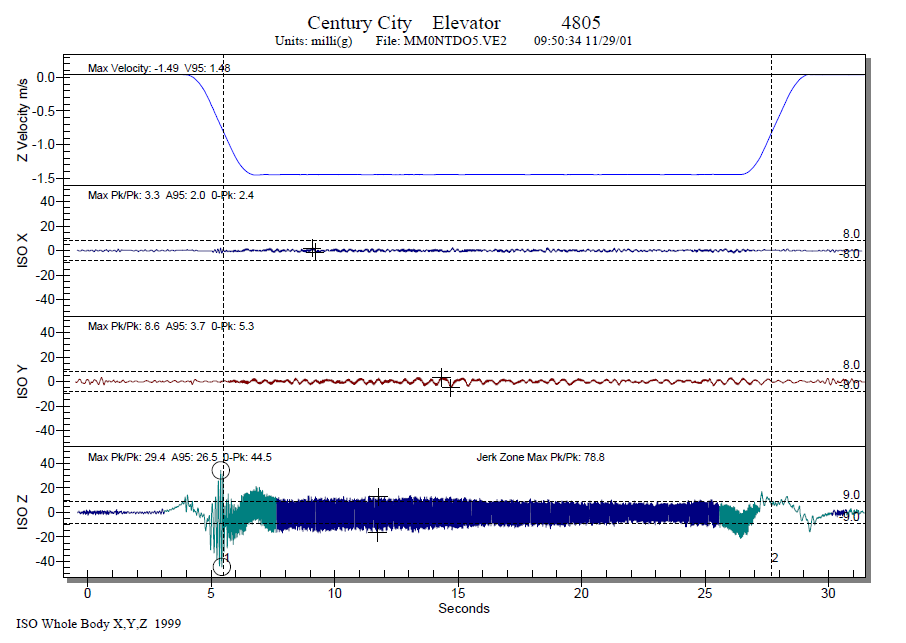 Century City Elevator 4805
Units: milli(g) File: MM0NTDO5.VE2 09:50:34 11/29/01
Max Velocity: -1.49 V95: 1.48
Z Velocity m/s
0.0
-0.5
-1.0
-1.5
Max Pk/Pk: 3.3 A95: 2.0 0-Pk: 2.4
ISO X
40
20
0
-20
-40
8.0
-8.0
Max Pk/Pk: 8.6 A95: 3.7 0-Pk: 5.3
ISO Y
40
20
0
-20
-40
8.0
-8.0
Max Pk/Pk: 29.4 A95: 26.5 0-Pk: 44.5 Jerk Zone Max Pk/Pk: 78.8
ISO Z
40
20
0
-20
-40
9.0
-9.0
1 2
0 5 10 15 20 25 30
Seconds
ISO Whole Body X,Y,Z 1999